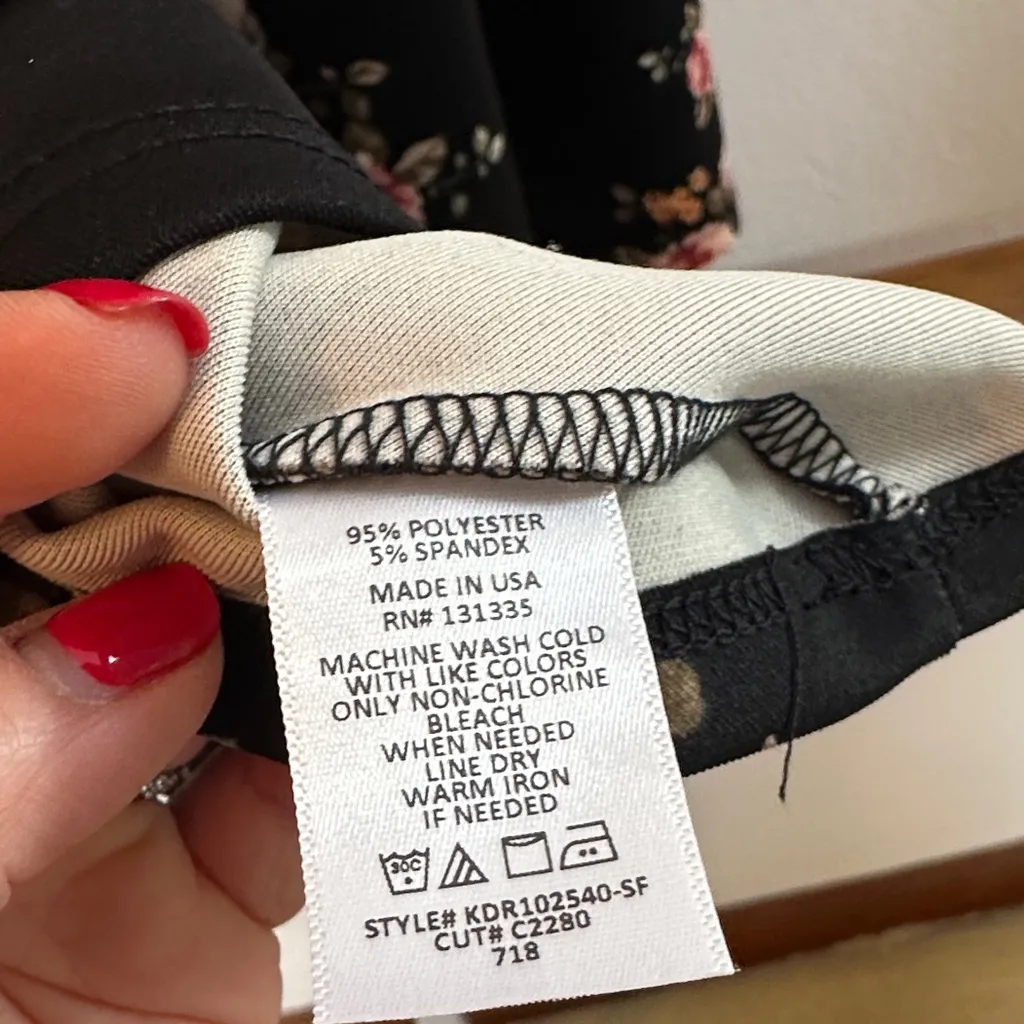 95% POLYESTER
5% SPANDEX
MADE IN USA
RN# 131335
MACHINE WASH COLD
WITH LIKE COLORS
ONLY NON-CHLORINE
BLEACH
WHEN NEEDED
LINE DRY
WARM IRON
IF NEEDED
30C
STYLE# KDR102540-SF
CUT# C2280
718